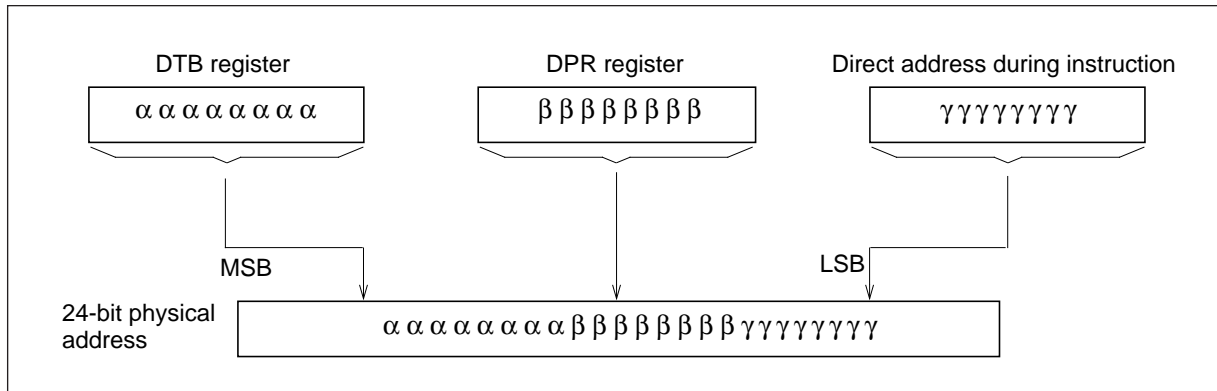 DTB register
DPR register
Direct address during instruction
α α α α α α α α
β β β β β β β β
γ γ γ γ γ γ γ γ
MSB
LSB
24-bit physical
address
α α α α α α α α β β β β β β β β γ γ γ γ γ γ γ γ